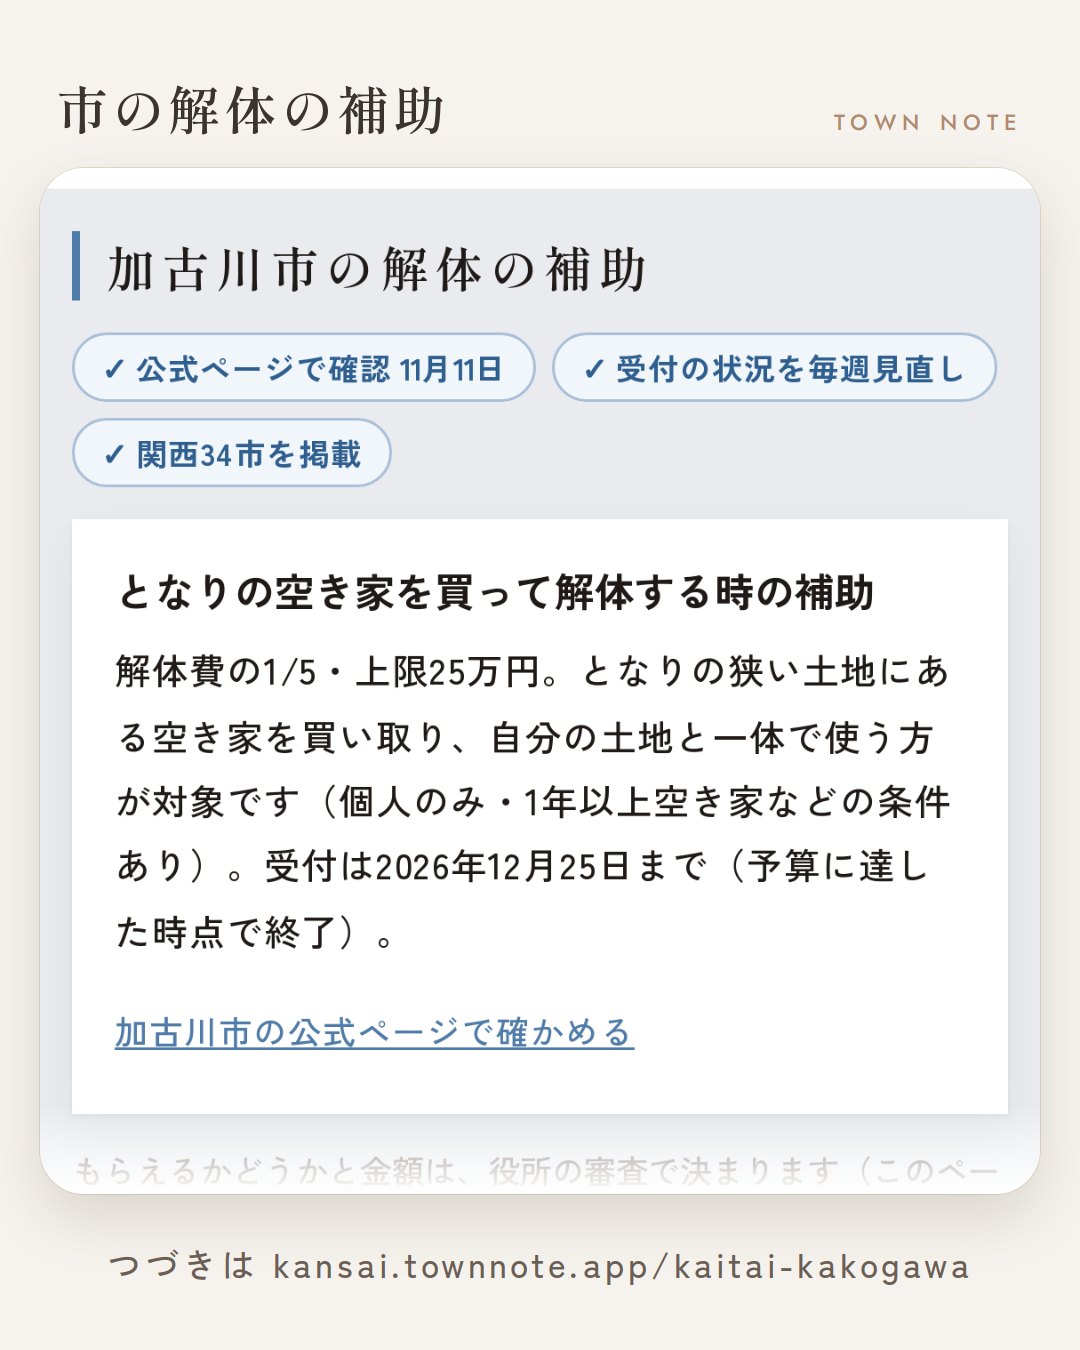 市の解体の補助
TOWN NOTE
加古川市の解体の補助
✓ 公式ページで確認 11月11日
✓ 受付の状況を毎週見直し
✓ 関西34市を掲載
となりの空き家を買って解体する時の補助
解体費の1/5・上限25万円。となりの狭い土地にあ
る空き家を買い取り、自分の土地と一体で使う方
が対象です（個人のみ・1年以上空き家などの条件
あり）。受付は2026年12月25日まで（予算に達し
た時点で終了）。
加古川市の公式ページで確かめる
もらえるかどうかと金額は、役所の審査で決まります（このペー
つづきは kansai.townnote.app/kaitai-kakogawa